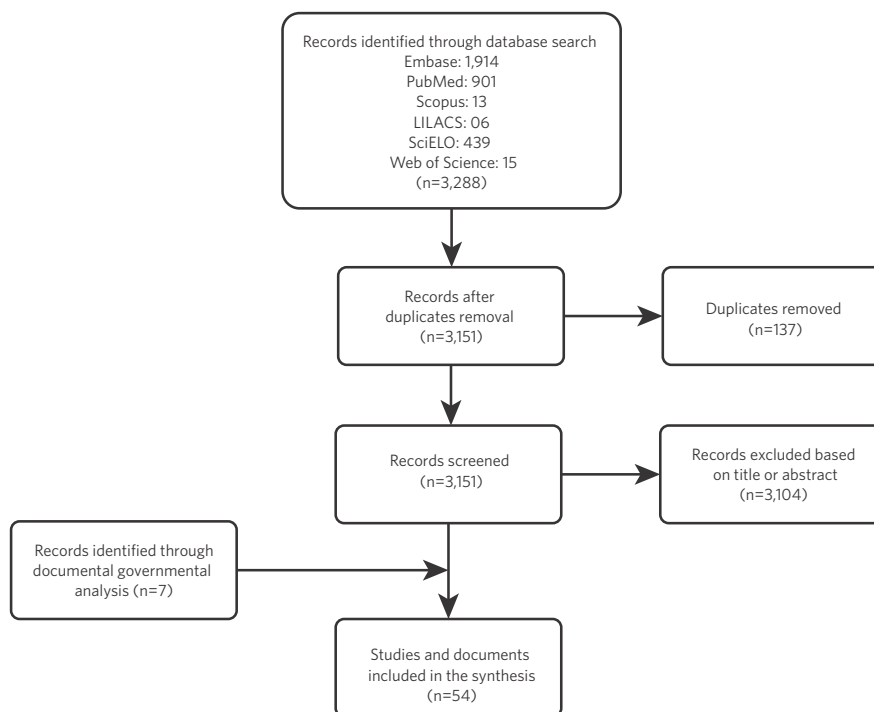 Records identified through database search
Embase: 1,914
PubMed: 901
Scopus: 13
LILACS: 06
SciELO: 439
Web of Science: 15
(n=3,288)
Records after
duplicates removal
(n=3,151)
Duplicates removed
(n=137)
Records screened
(n=3,151)
Records excluded based
on title or abstract
(n=3,104)
Records identified through
documental governmental
analysis (n=7)
Studies and documents
included in the synthesis
(n=54)